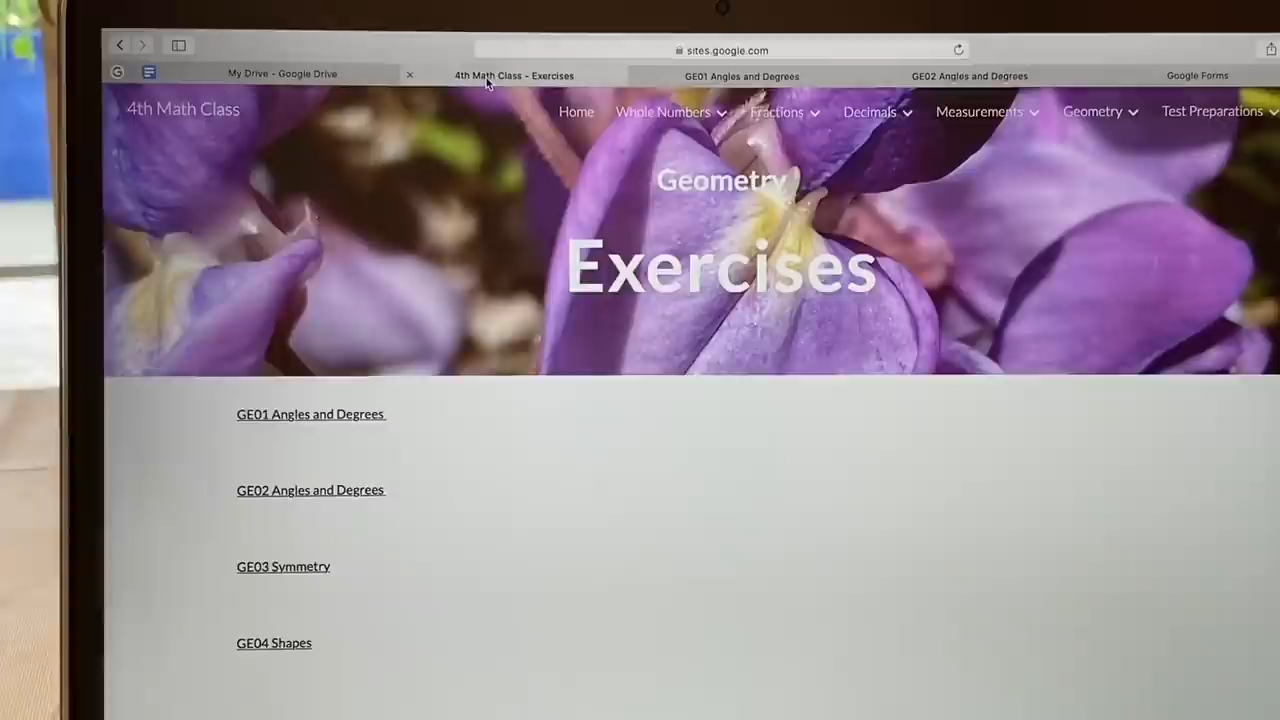 sites.google.com
My Drive - Google Drive
4th Math Class - Exercises
GE01 Angles and Degrees
GE02 Angles and Degrees
Google Forms
4th Math Class
Home
Whole Numbers
Fractions
Decimals
Measurements
Geometry
Test Preparations
Geometry
Exercises
GE01 Angles and Degrees
GE02 Angles and Degrees
GE03 Symmetry
GE04 Shapes